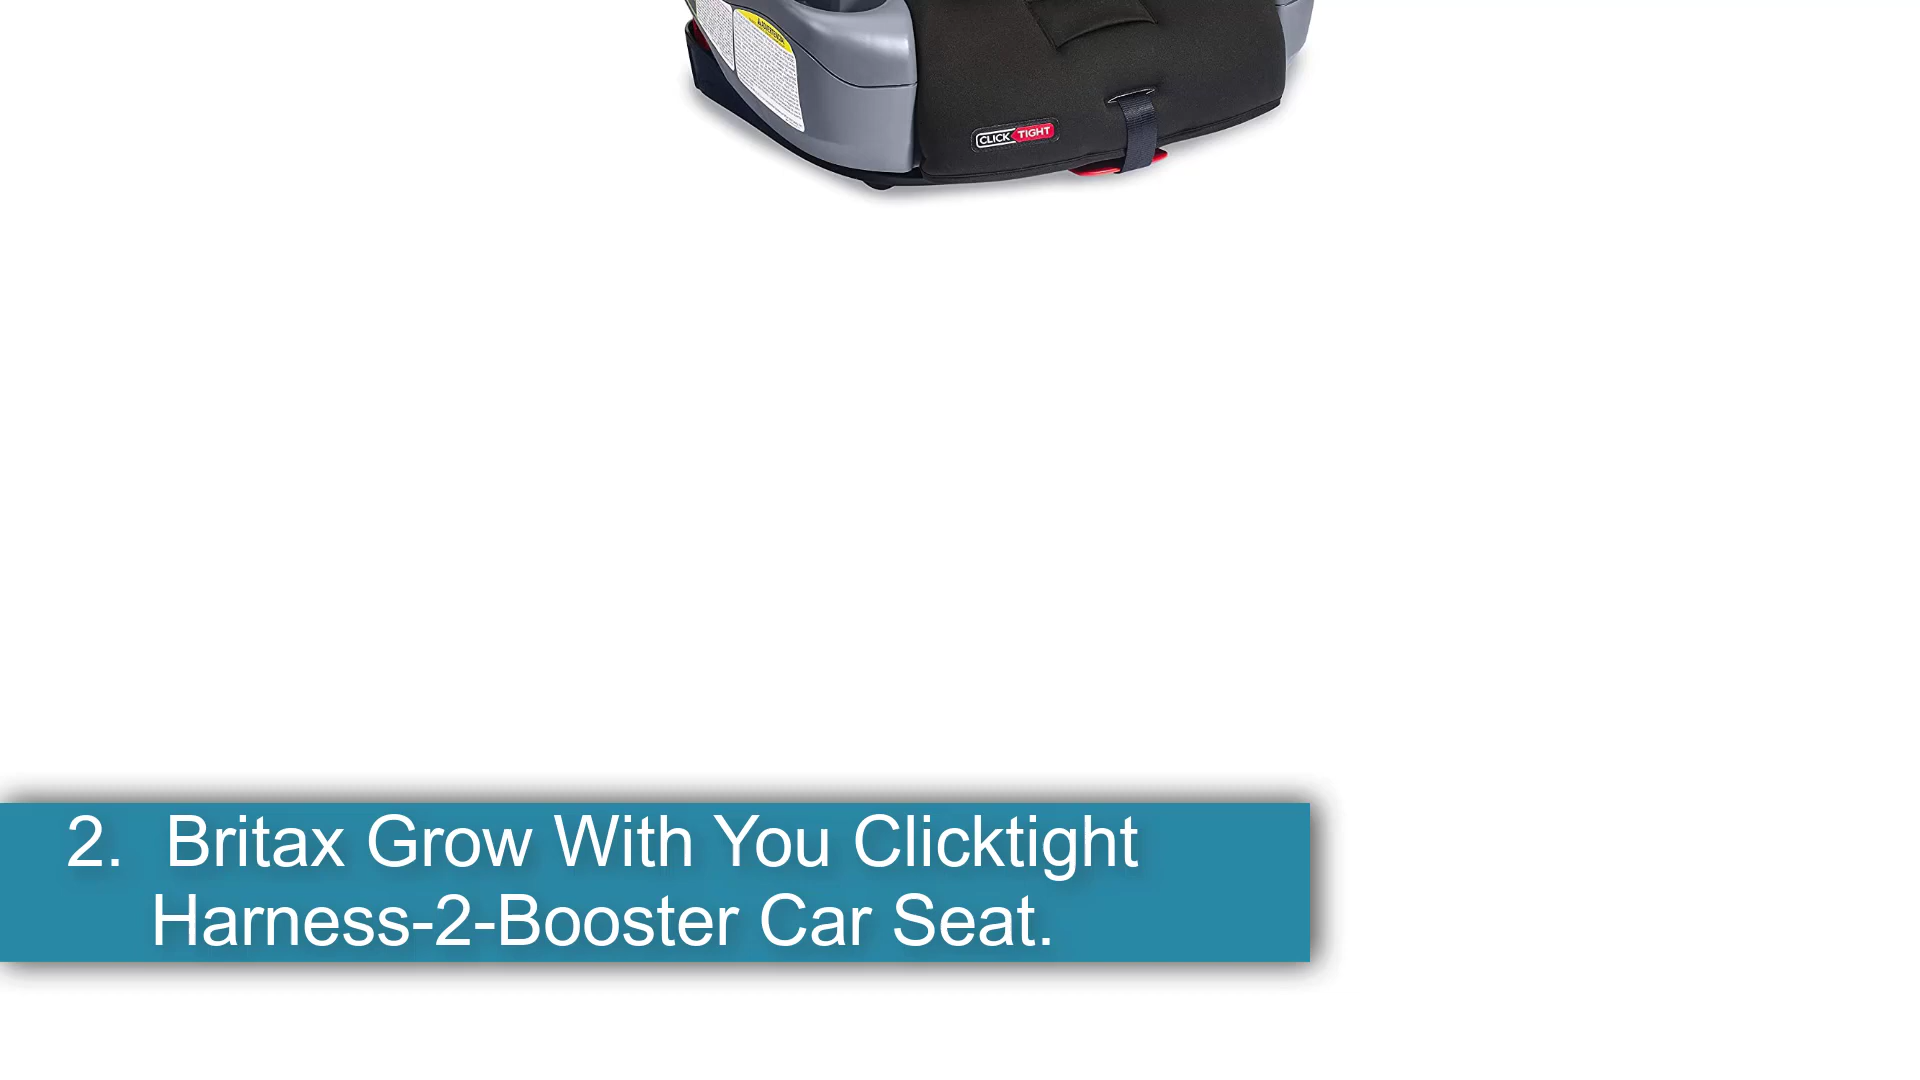 CLICK TIGHT
2. Britax Grow With You Clicktight
Harness-2-Booster Car Seat.